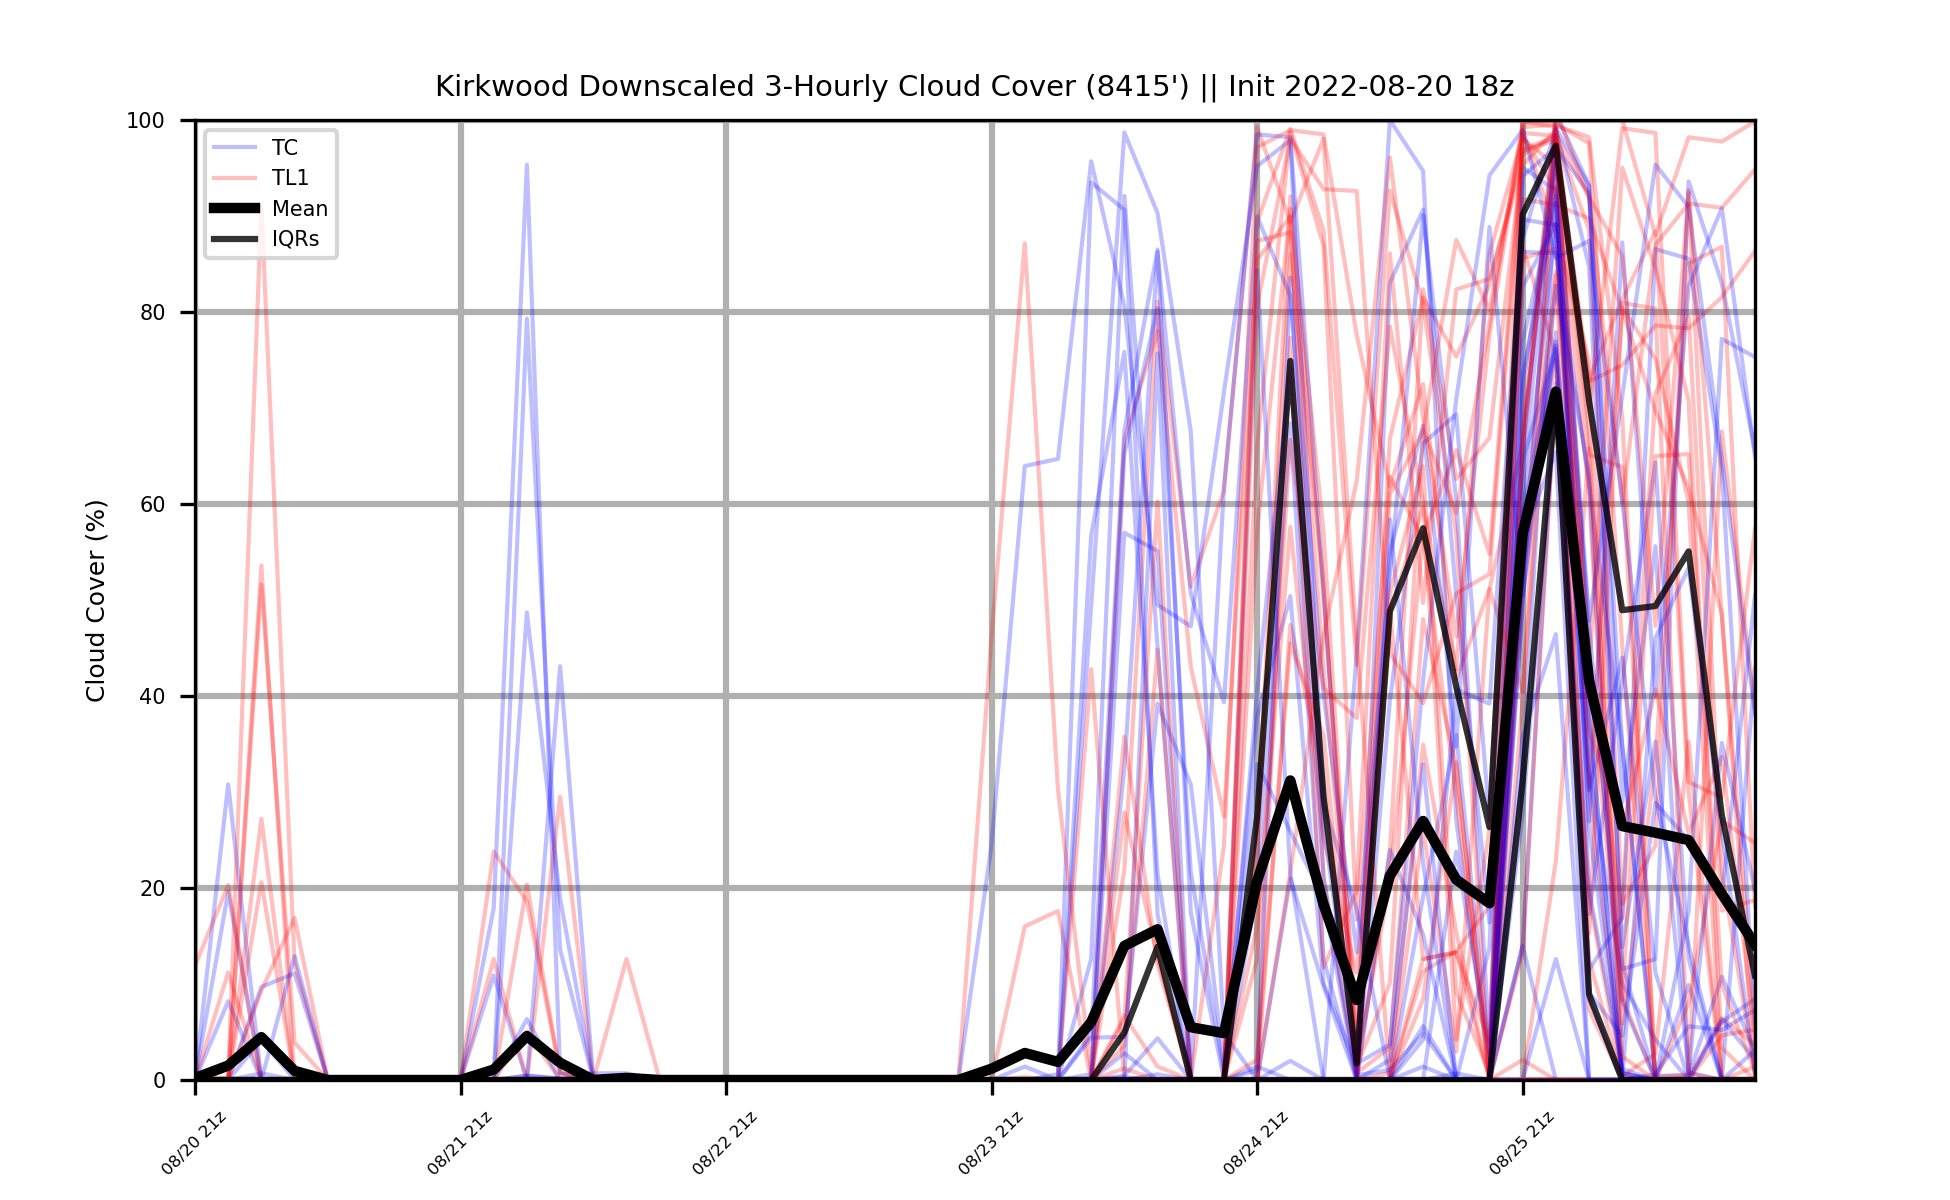 Kirkwood Downscaled 3-Hourly Cloud Cover (8415') || Init 2022-08-20 18z
100
80
60
40
20
0
Cloud Cover (%)
TC
TL1
Mean
IQRs
08/20 21z
08/21 21z
08/22 21z
08/23 21z
08/24 21z
08/25 21z